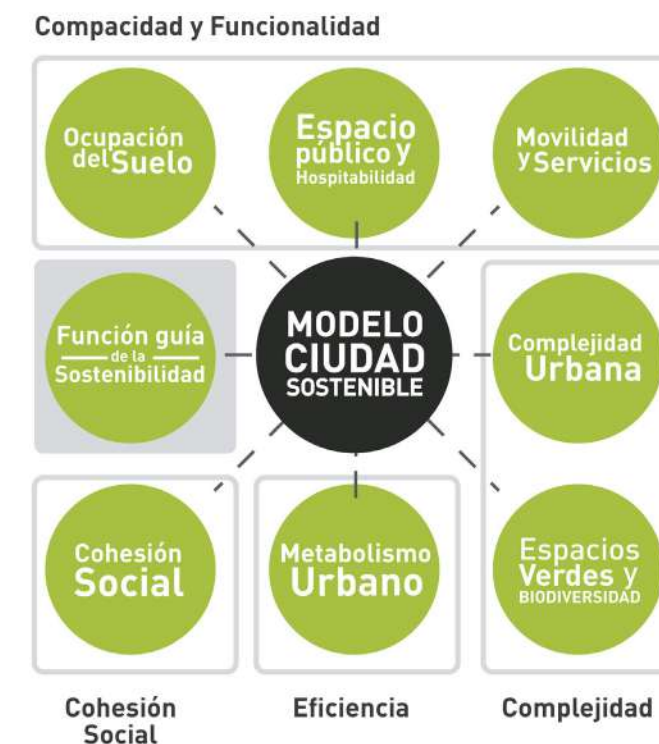 Compacidad y Funcionalidad
Ocupación
del Suelo
Espacio
público y
Hospitabilidad
Movilidad
y Servicios
Función guía
de la
Sostenibilidad
MODELO
CIUDAD
SOSTENIBLE
Complejidad
Urbana
Cohesión
Social
Metabolismo
Urbano
Espacios
Verdes y
BIODIVERSIDAD
Cohesión
Social
Eficiencia
Complejidad